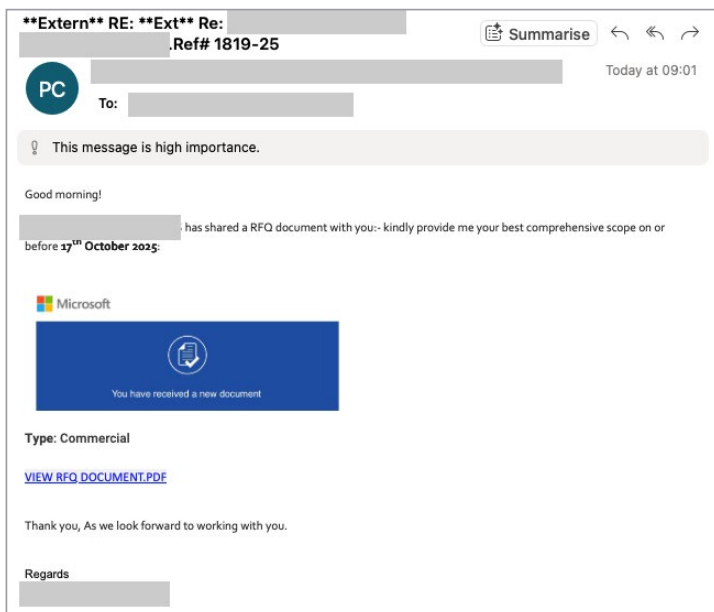 **Extern** RE: **Ext** Re:
.Ref# 1819-25
Summarise
Today at 09:01
PC
To:
This message is high importance.
Good morning!
has shared a RFQ document with you:- kindly provide me your best comprehensive scope on or
before 17th October 2025:
Microsoft
You have received a new document
Type: Commercial
VIEW RFQ DOCUMENT.PDF
Thank you, As we look forward to working with you.
Regards